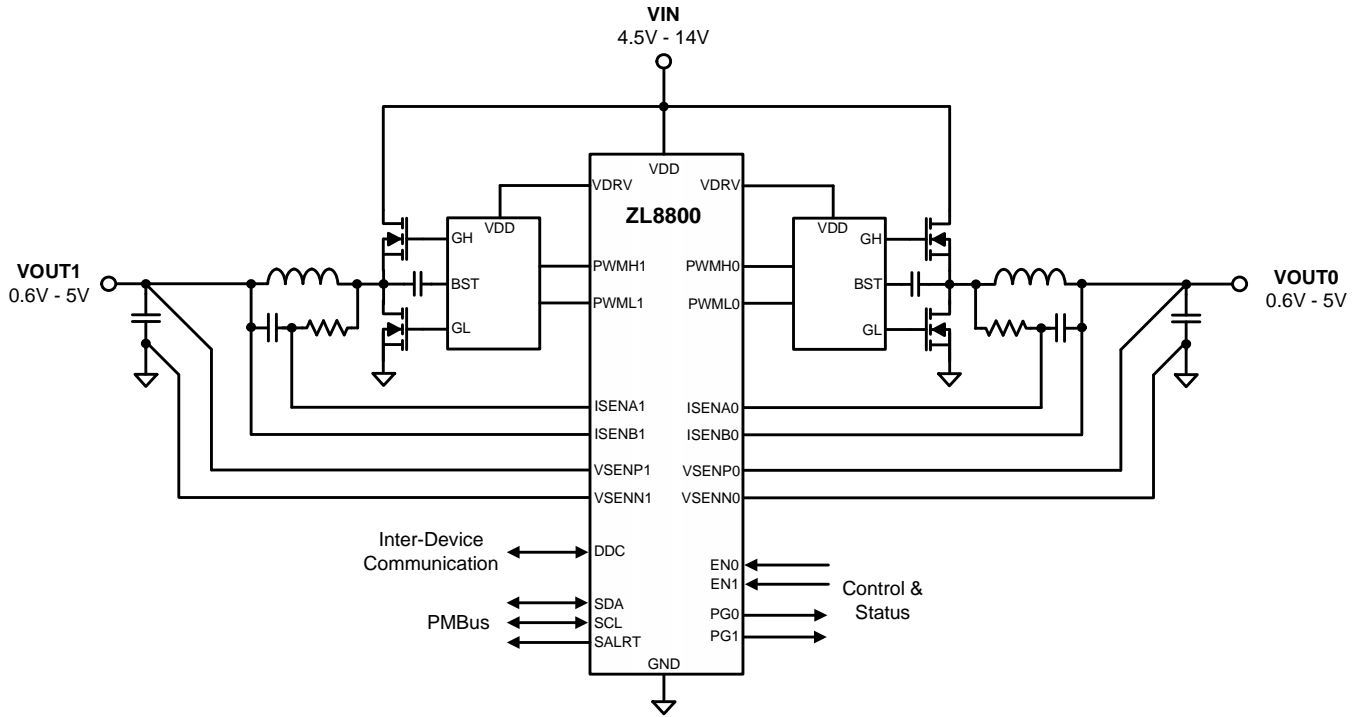 VIN
4.5V - 14V
VDD
VDRV
VDRV
ZL8800
VDD
GH
BST
GL
VDD
GH
BST
GL
PWMH1
PWML1
PWMH0
PWML0
VOUT1
0.6V - 5V
VOUT0
0.6V - 5V
ISENA1
ISENB1
VSENP1
VSENN1
ISENA0
ISENB0
VSENP0
VSENN0
Inter-Device
Communication
DDC
PMBus
SDA
SCL
SALRT
EN0
EN1
PG0
PG1
Control &
Status
GND